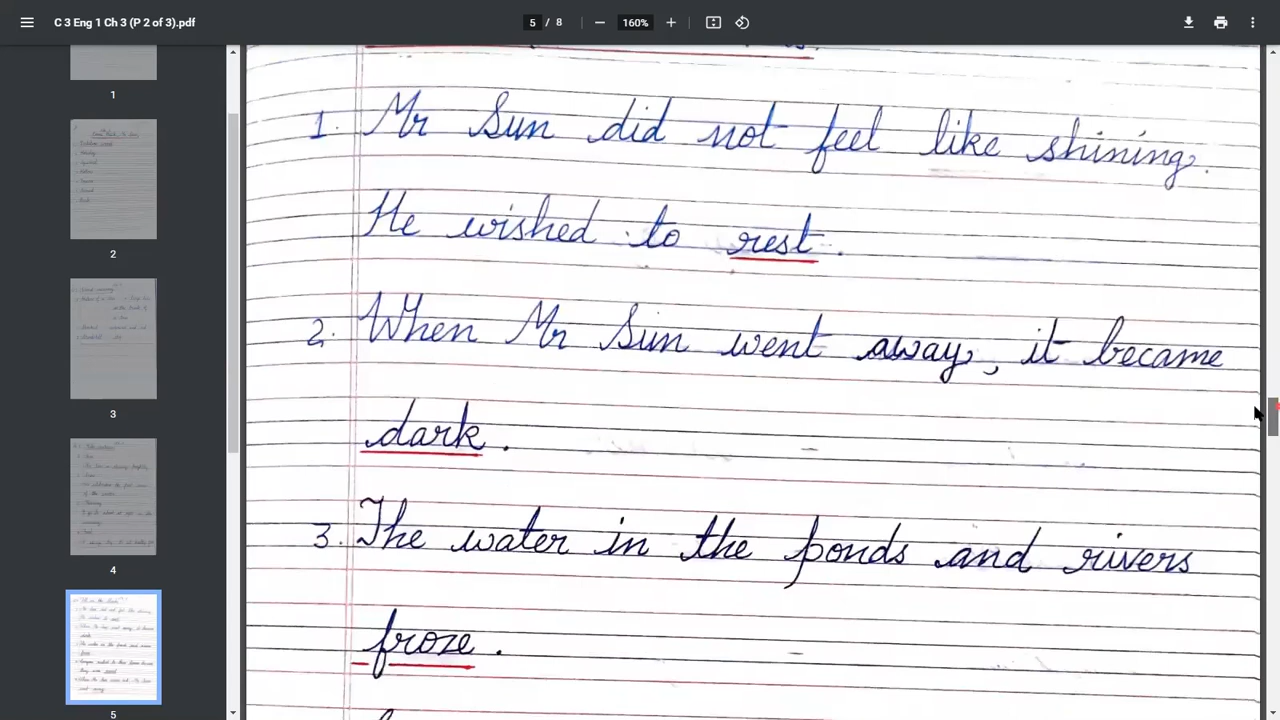 C 3 Eng 1 Ch 3 (P 2 of 3).pdf
5 / 8
160%
1
2
3
4
5
1. Mr Sun did not feel like shining.
He wished to rest.
2. When Mr Sun went away, it became
dark.
3. The water in the ponds and rivers
froze.